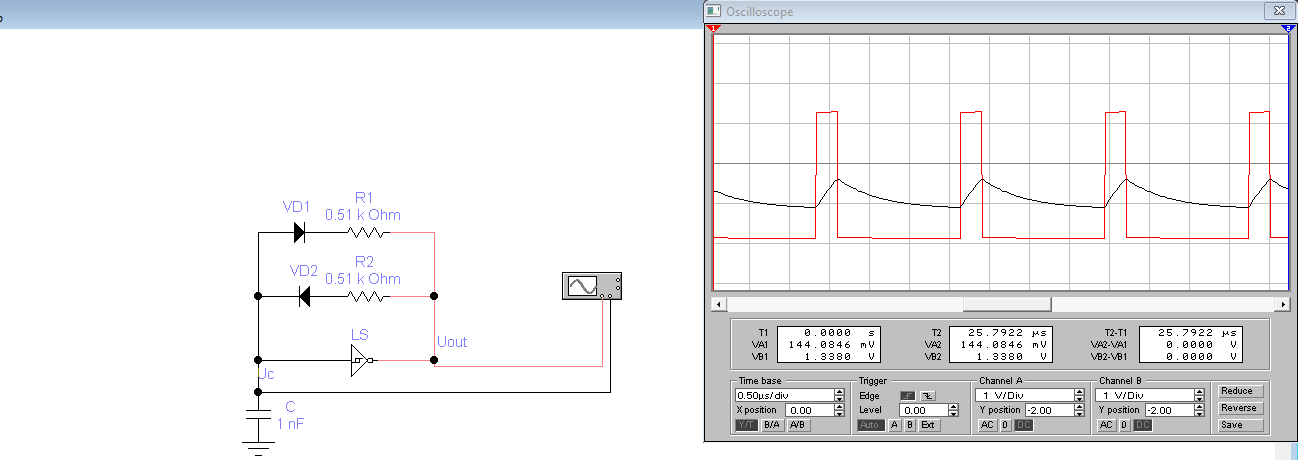 Oscilloscope
1
2
R1
VD1
0.51 k Ohm
R2
VD2
0.51 k Ohm
LS
Uout
Uc
C
1 nF
T1 0.0000 s T2 25.7922 µs T2-T1 25.7922 µs
VA1 144.0846 mV VA2 144.0846 mV VA2-VA1 0.0000 V
VB1 1.3380 V VB2 1.3380 V VB2-VB1 0.0000 V
Time base Trigger Channel A Channel B
0.50µs/div Edge 1 V/Div 1 V/Div Reduce
X position 0.00 Level 0.00 Y position -2.00 Y position -2.00 Reverse
Y/T B/A A/B Auto A B Ext AC 0 DC AC 0 DC Save